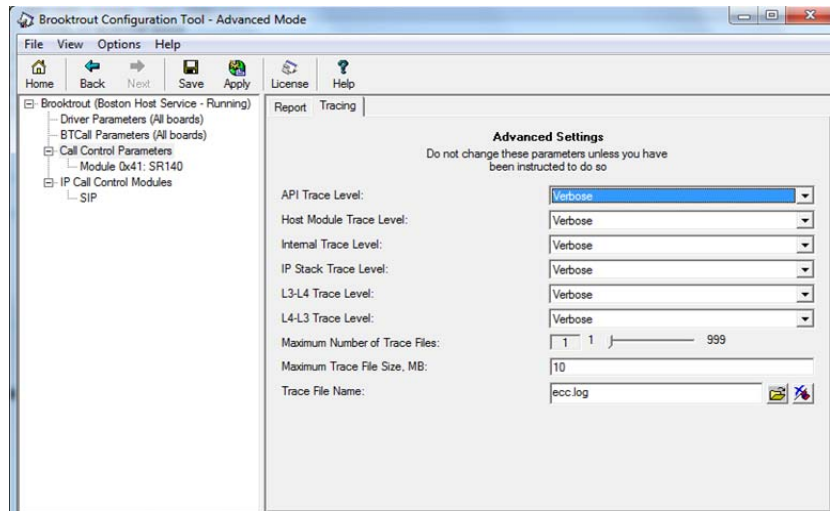 Brooktrout Configuration Tool - Advanced Mode
File View Options Help
Home Back Next Save Apply License Help
Brooktrout (Boston Host Service - Running)
Driver Parameters (All boards)
BTCall Parameters (All boards)
Call Control Parameters
Module 0x41: SR140
IP Call Control Modules
SIP
Report Tracing
Advanced Settings
Do not change these parameters unless you have
been instructed to do so
API Trace Level: Verbose
Host Module Trace Level: Verbose
Internal Trace Level: Verbose
IP Stack Trace Level: Verbose
L3-L4 Trace Level: Verbose
L4-L3 Trace Level: Verbose
Maximum Number of Trace Files: 1 1 999
Maximum Trace File Size, MB: 10
Trace File Name: ecc.log